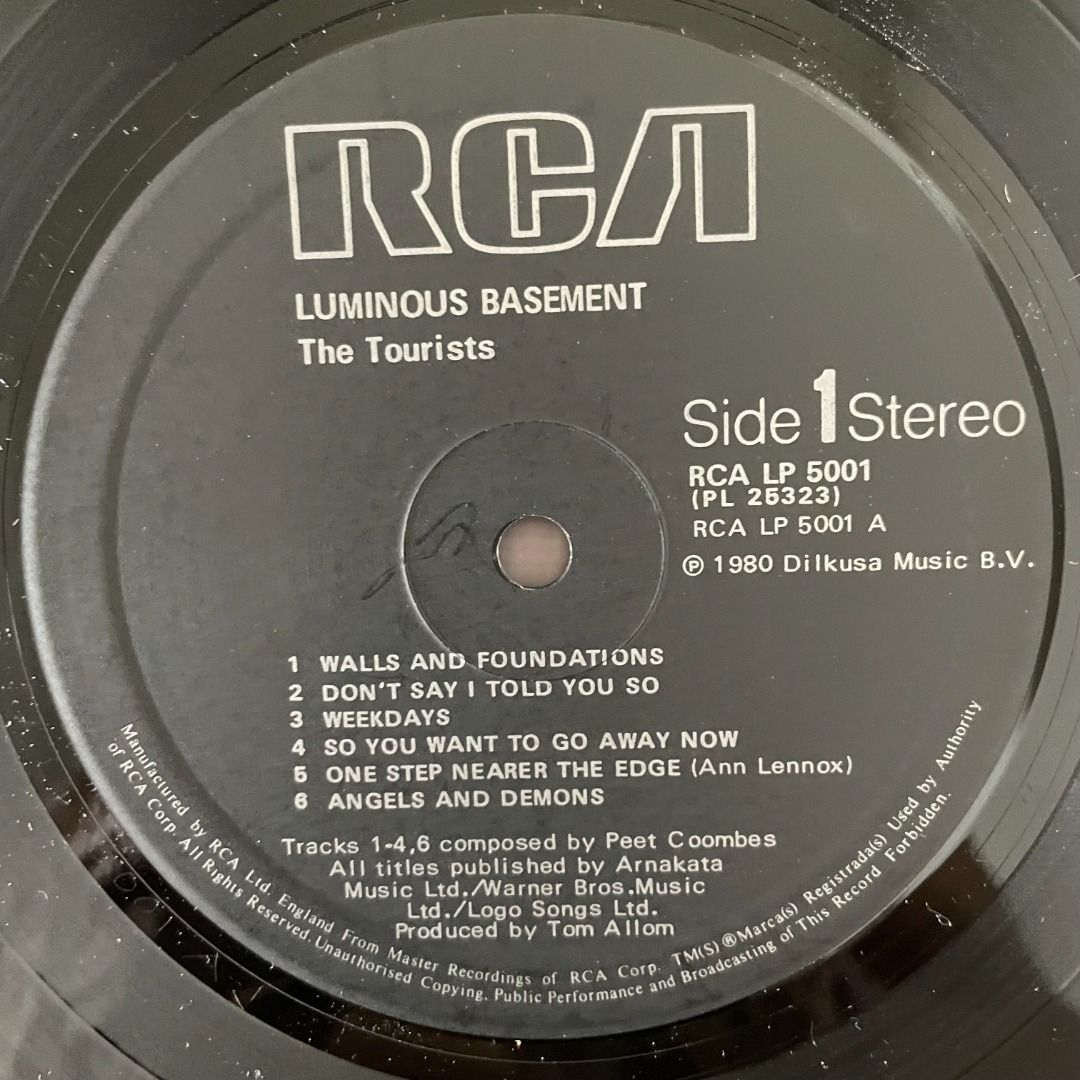 RCA
LUMINOUS BASEMENT
The Tourists
Side 1 Stereo
RCA LP 5001
(PL 25323)
RCA LP 5001 A
℗ 1980 Dilkusa Music B.V.
1 WALLS AND FOUNDATIONS
2 DON'T SAY I TOLD YOU SO
3 WEEKDAYS
4 SO YOU WANT TO GO AWAY NOW
5 ONE STEP NEARER THE EDGE (Ann Lennox)
6 ANGELS AND DEMONS
Tracks 1-4,6 composed by Peet Coombes
All titles published by Arnakata
Music Ltd./Warner Bros.Music
Ltd./Logo Songs Ltd.
Produced by Tom Allom
Manufactured by RCA Ltd. England From Master Recordings of RCA Corp. TM(S) ® Marca(s) Registrada(s) Used by Authority
of RCA Corp. All Rights Reserved. Unauthorised Copying. Public Performance and Broadcasting of This Record Forbidden.